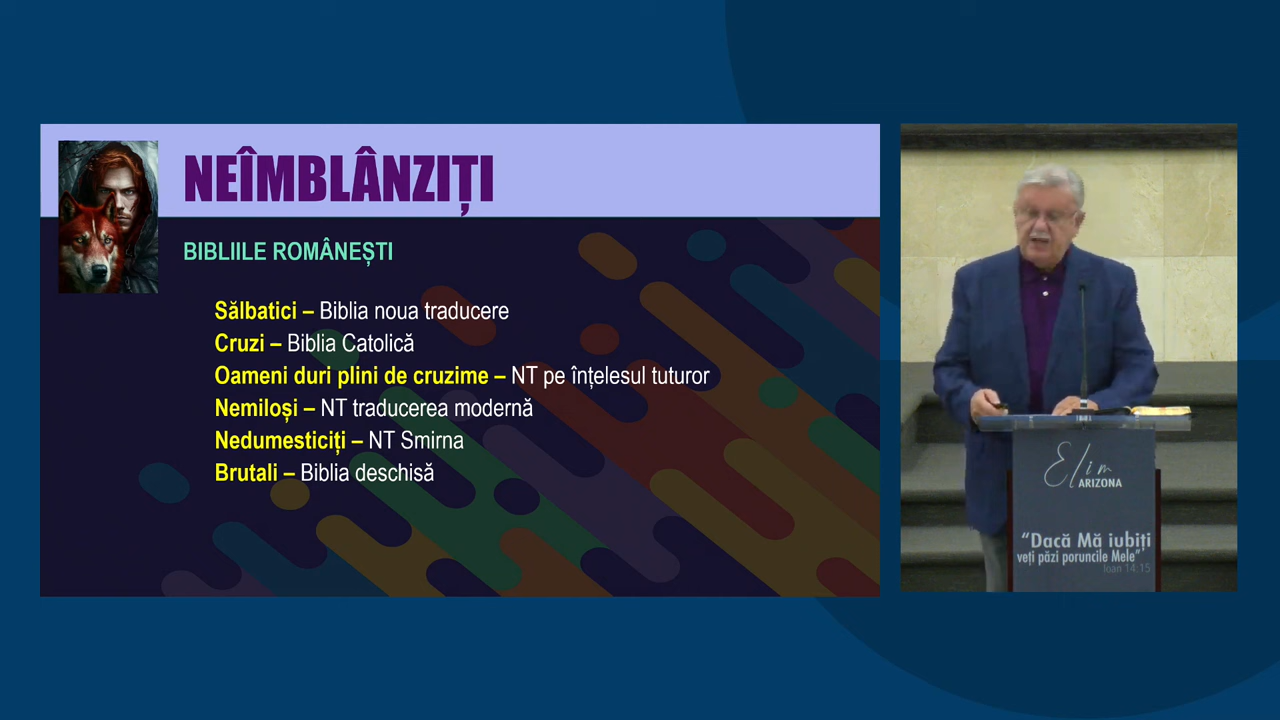 NEÎMBLÂNZIȚI
BIBLIILE ROMÂNEȘTI
Sălbatici – Biblia noua traducere
Cruzi – Biblia Catolică
Oameni duri plini de cruzime – NT pe înțelesul tuturor
Nemiloși – NT traducerea modernă
Nedumesticiți – NT Smirna
Brutali – Biblia deschisă
Elim
ARIZONA
“Dacă Mă iubiți
veți păzi poruncile Mele”
Ioan 14:15